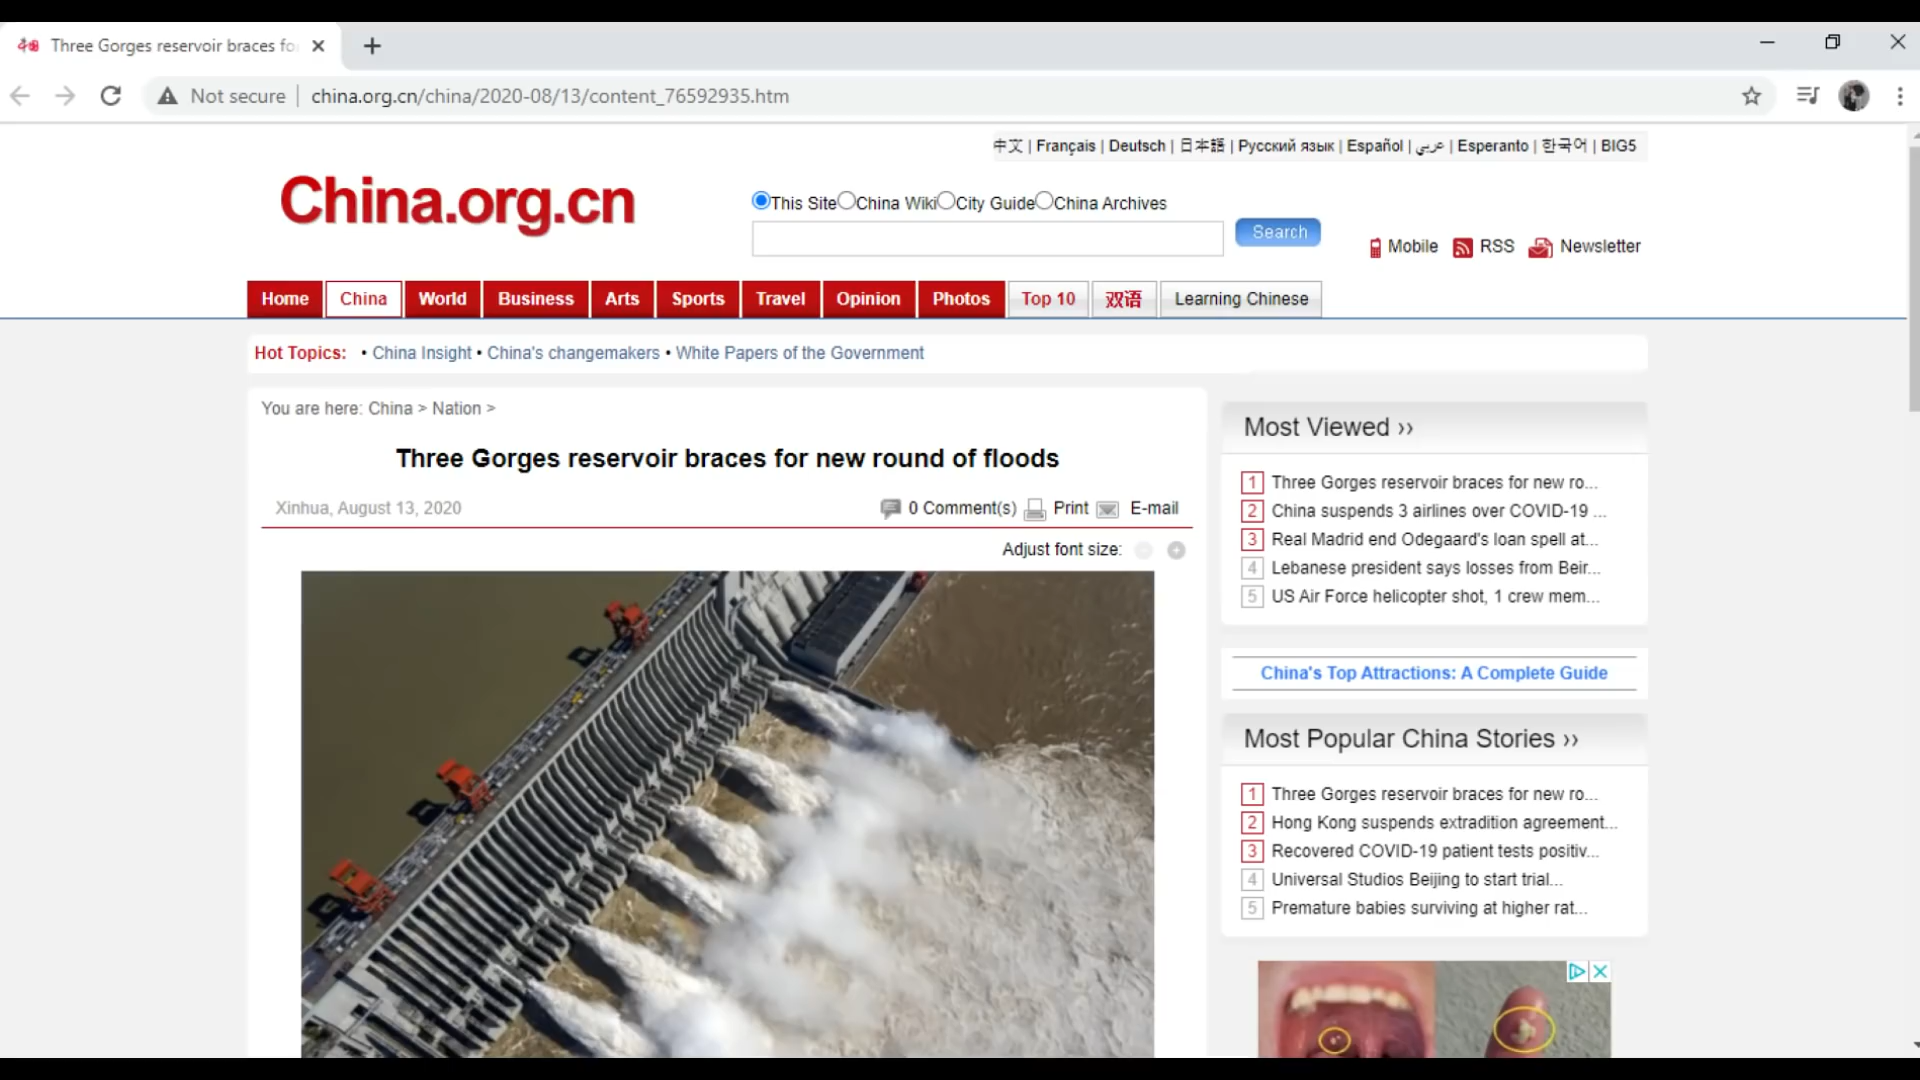 Three Gorges reservoir braces fo
Not secure
china.org.cn/china/2020-08/13/content_76592935.htm
中文 | Français | Deutsch | 日本語 | Русский язык | Español | عربي | Esperanto | 한국어 | BIG5
China.org.cn
This Site China Wiki City Guide China Archives
Search
Mobile RSS Newsletter
Home China World Business Arts Sports Travel Opinion Photos Top 10 双语 Learning Chinese
Hot Topics: • China Insight • China's changemakers • White Papers of the Government
You are here: China > Nation >
Three Gorges reservoir braces for new round of floods
Xinhua, August 13, 2020
0 Comment(s) Print E-mail
Adjust font size:
Most Viewed ››
1 Three Gorges reservoir braces for new ro...
2 China suspends 3 airlines over COVID-19 ...
3 Real Madrid end Odegaard's loan spell at...
4 Lebanese president says losses from Beir...
5 US Air Force helicopter shot, 1 crew mem...
China's Top Attractions: A Complete Guide
Most Popular China Stories ››
1 Three Gorges reservoir braces for new ro...
2 Hong Kong suspends extradition agreement...
3 Recovered COVID-19 patient tests positiv...
4 Universal Studios Beijing to start trial...
5 Premature babies surviving at higher rat...